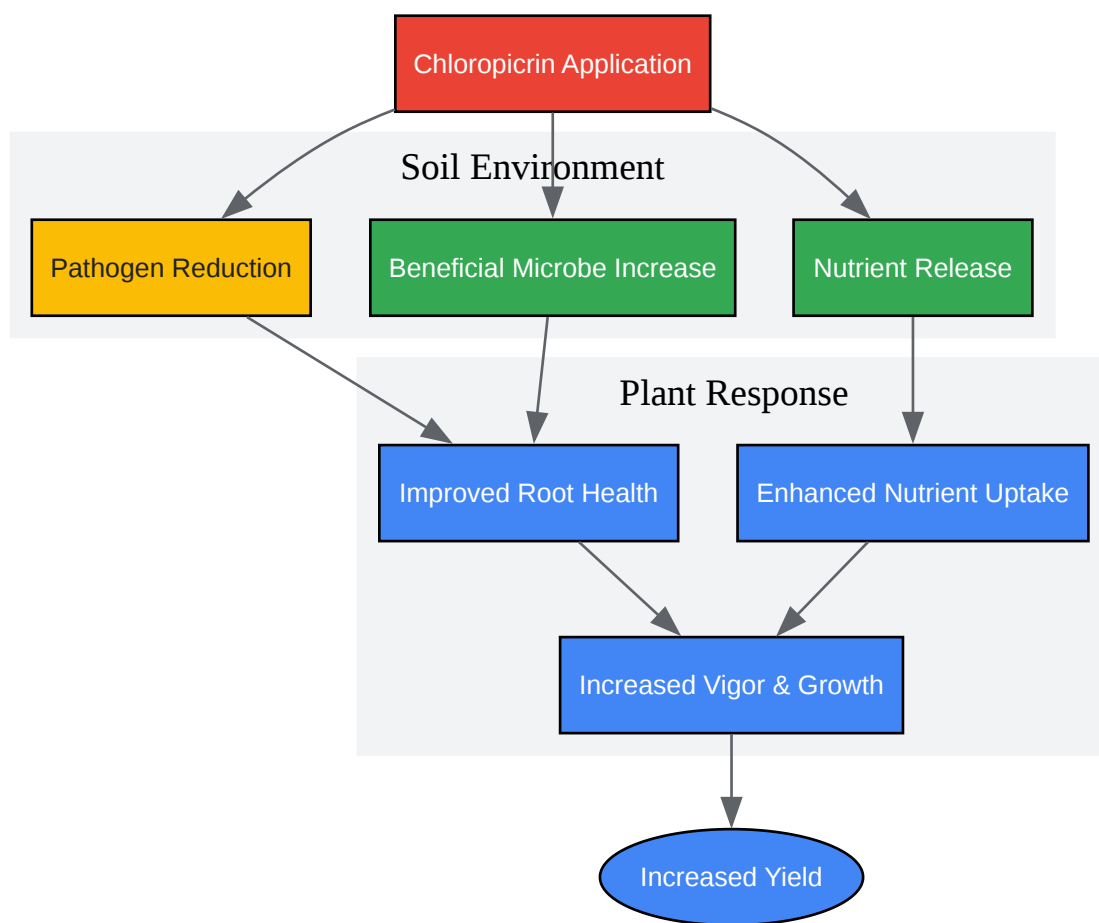 Chloropicrin Application
Soil Environment
Pathogen Reduction
Beneficial Microbe Increase
Nutrient Release
Plant Response
Improved Root Health
Enhanced Nutrient Uptake
Increased Vigor & Growth
Increased Yield